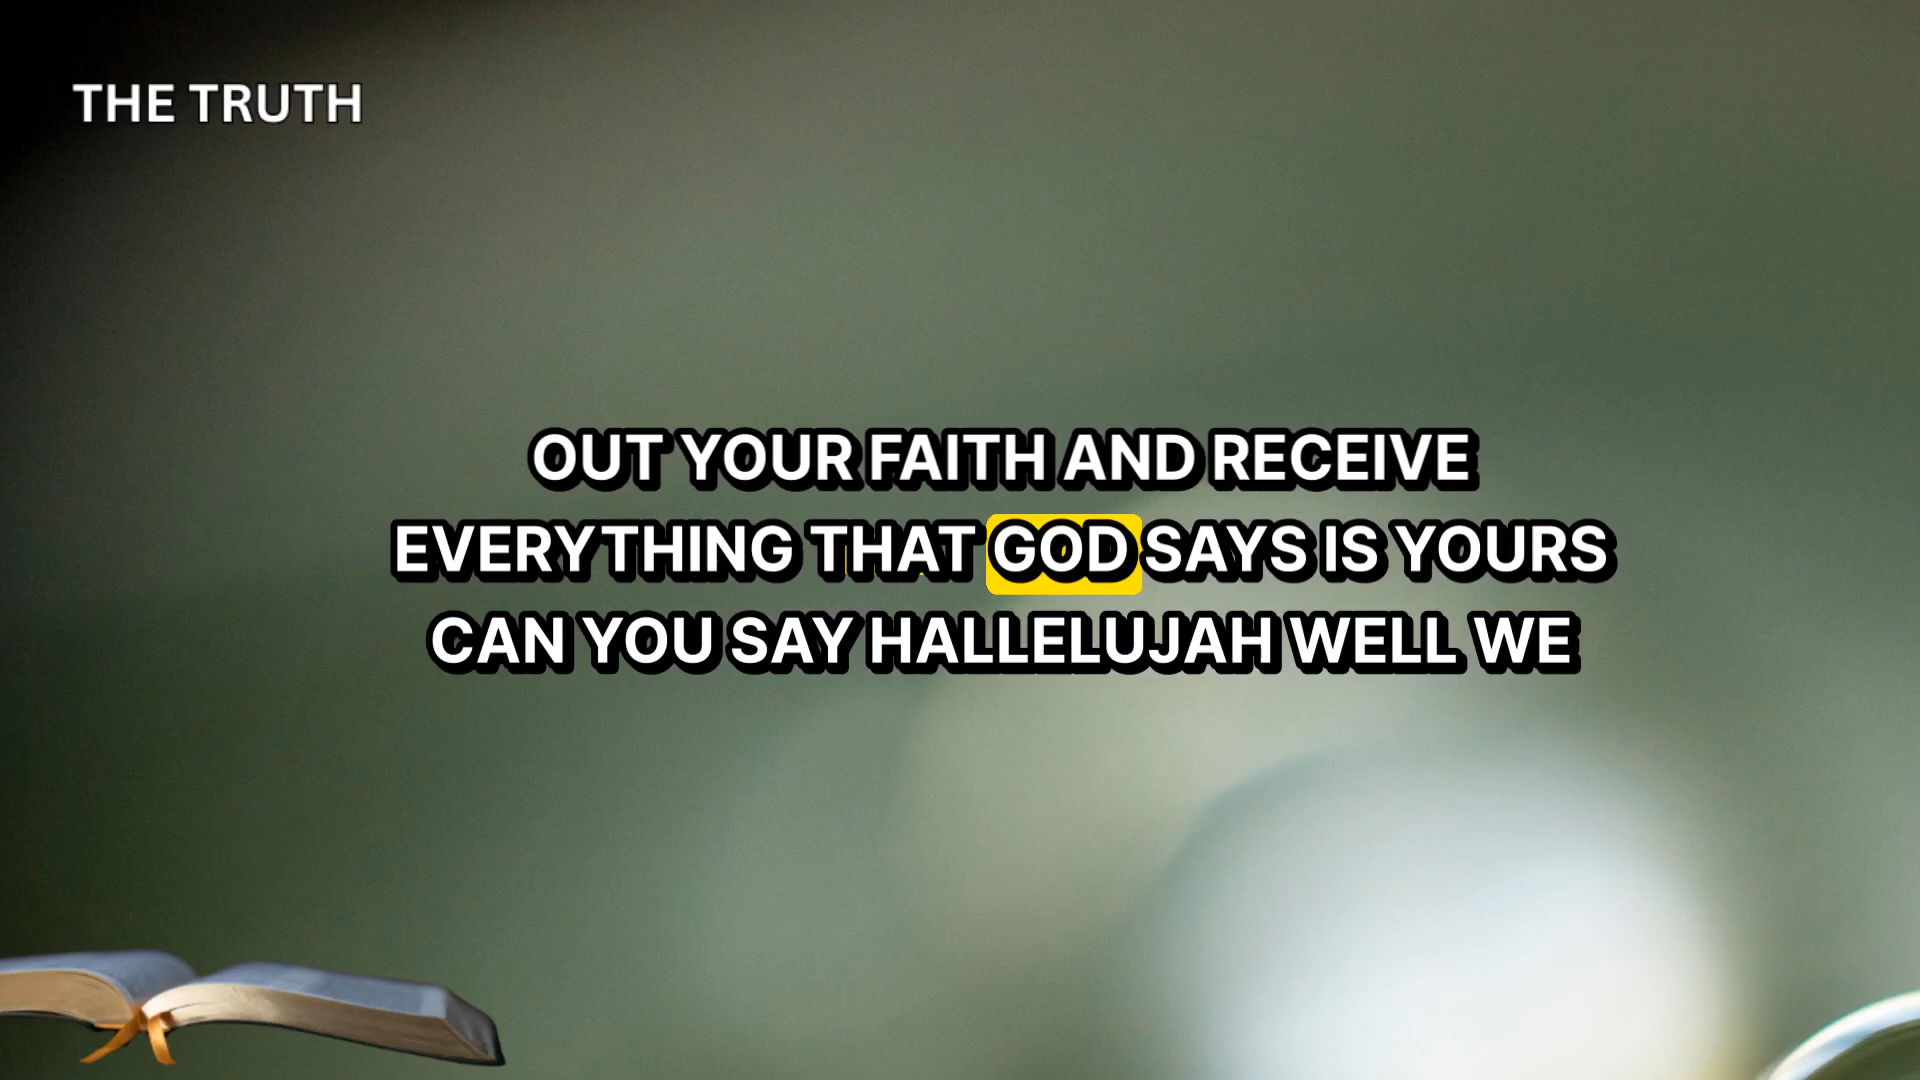 THE TRUTH
OUT YOUR FAITH AND RECEIVE
EVERYTHING THAT GOD SAYS IS YOURS
CAN YOU SAY HALLELUJAH WELL WE